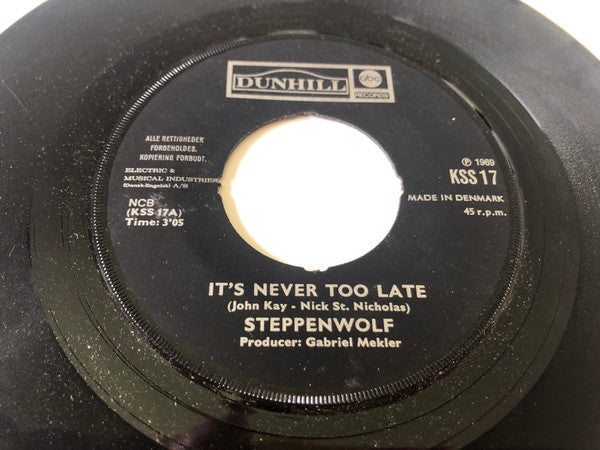 DUNHILL
abc
RECORDS
ALLE RETTIGHEDER
FORBEHOLDES.
KOPIERING FORBUDT.
ELECTRIC &
MUSICAL INDUSTRIES
(Dansk-Engelsk) A/S
NCB
(KSS 17A)
Time: 3'05
℗ 1969
KSS 17
MADE IN DENMARK
45 r.p.m.
IT'S NEVER TOO LATE
(John Kay - Nick St. Nicholas)
STEPPENWOLF
Producer: Gabriel Mekler